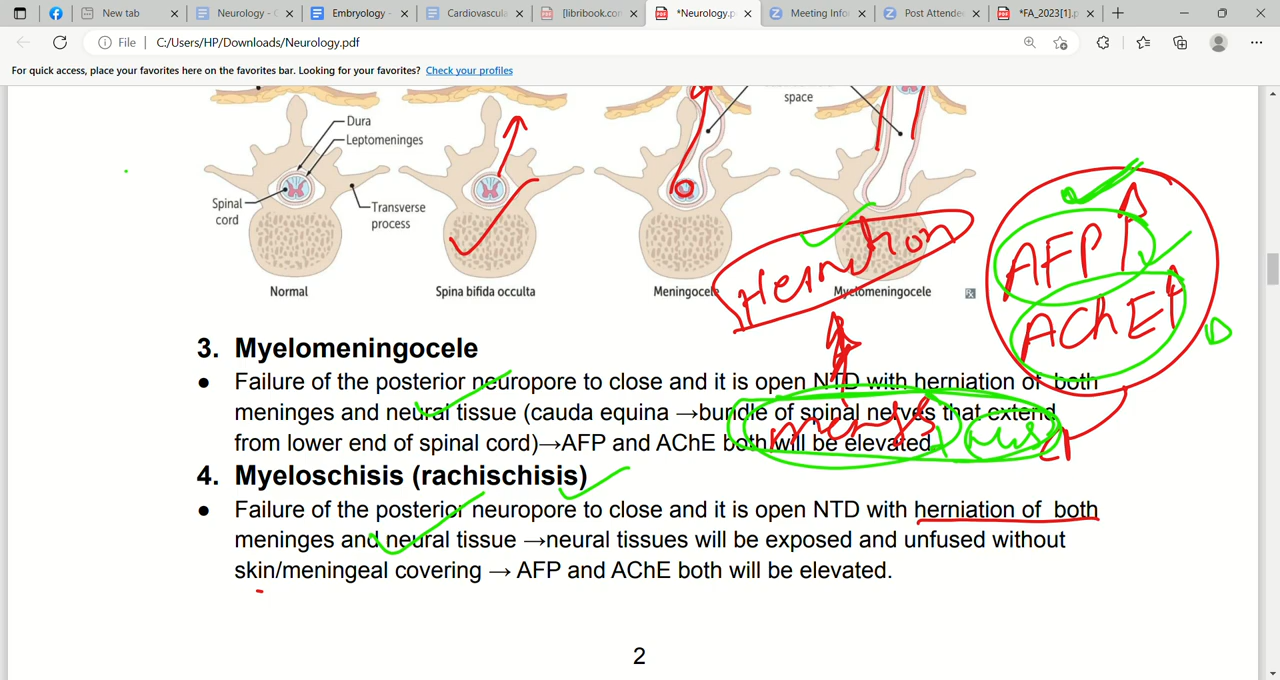 New tab
Neurology - G
Embryology -
Cardiovascula
[libribook.con
*Neurology.p
Meeting Info
Post Attende
*FA_2023[1].p
File
C:/Users/HP/Downloads/Neurology.pdf
For quick access, place your favorites here on the favorites bar. Looking for your favorites? Check your profiles
space
Dura
Leptomeninges
Spinal
cord
Transverse
process
Normal
Spina bifida occulta
Meningocele
Myelomeningocele
Herniation
AFP↑
AChE↑
3. Myelomeningocele
● Failure of the posterior neuropore to close and it is open NTD with herniation of both
meninges and neural tissue (cauda equina →bundle of spinal nerves that extend
from lower end of spinal cord)→AFP and AChE both will be elevated.
4. Myeloschisis (rachischisis)
● Failure of the posterior neuropore to close and it is open NTD with herniation of both
meninges and neural tissue →neural tissues will be exposed and unfused without
skin/meningeal covering → AFP and AChE both will be elevated.
2